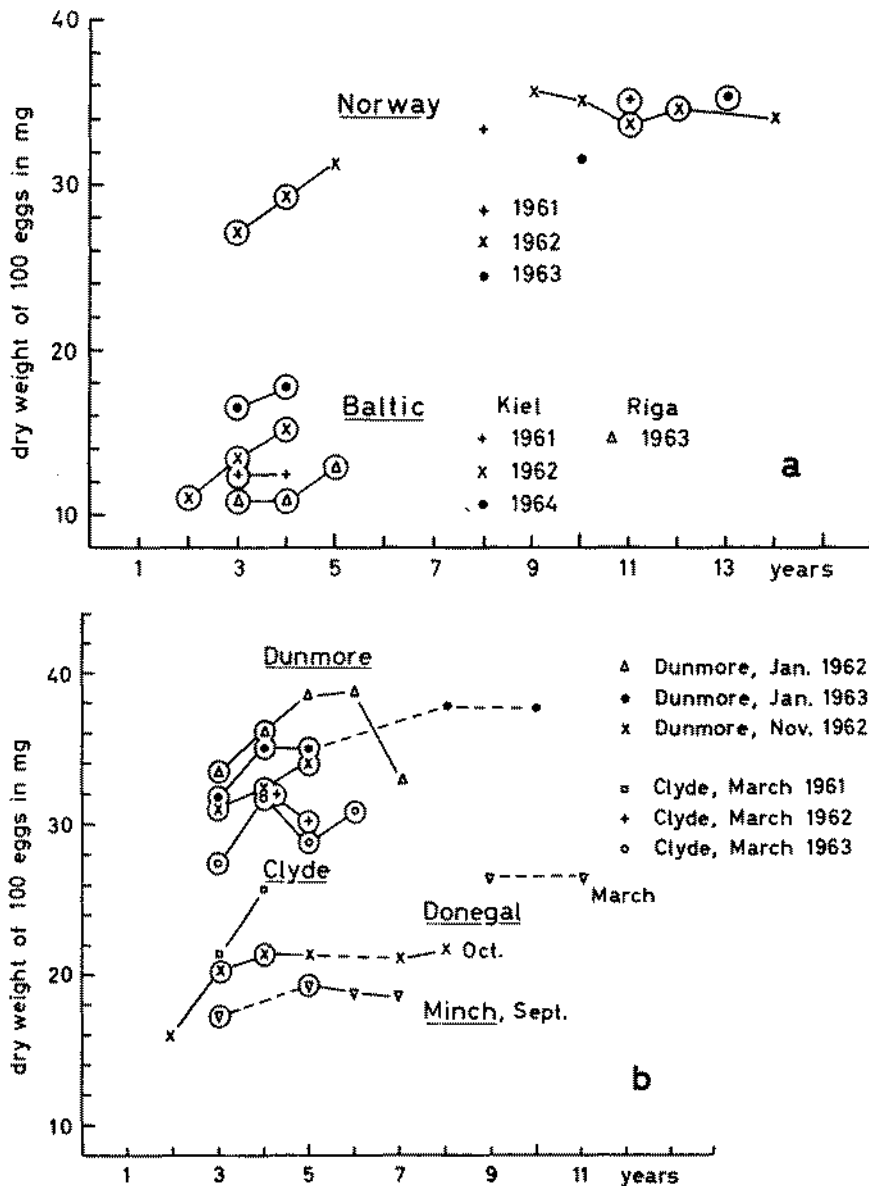 dry weight of 100 eggs in mg
40
30
20
10
Norway
+ 1961
x 1962
• 1963
Baltic
Kiel
+ 1961
x 1962
• 1964
Riga
△ 1963
a
1 3 5 7 9 11 13 years
dry weight of 100 eggs in mg
40
30
20
10
Dunmore
△ Dunmore, Jan. 1962
• Dunmore, Jan. 1963
x Dunmore, Nov. 1962
□ Clyde, March 1961
+ Clyde, March 1962
o Clyde, March 1963
Clyde
March
Donegal
Oct.
Minch, Sept.
b
1 3 5 7 9 11 years